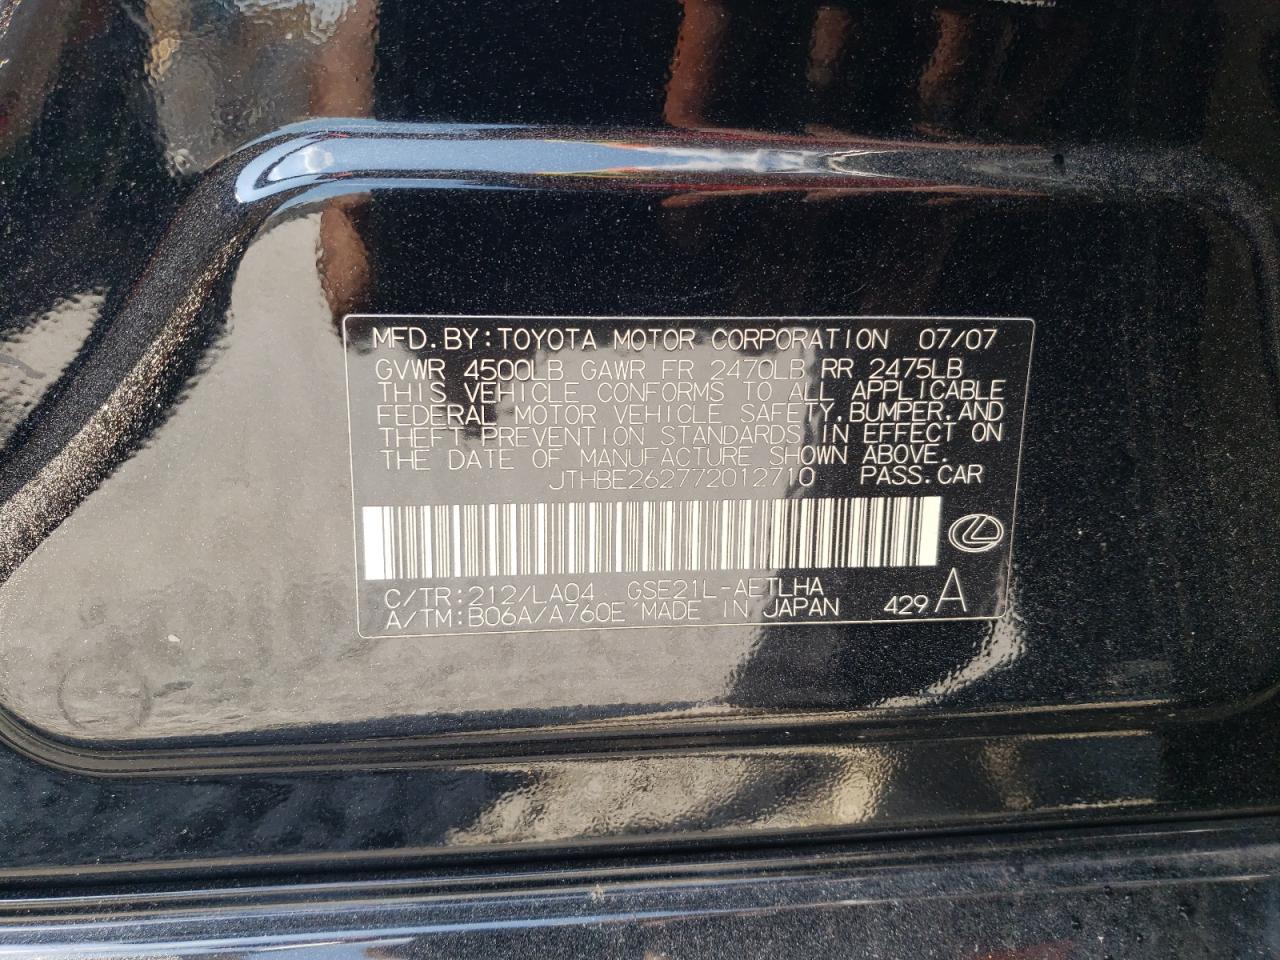 MFD. BY: TOYOTA MOTOR CORPORATION 07/07
GVWR 4500LB GAWR FR 2470LB RR 2475LB
THIS VEHICLE CONFORMS TO ALL APPLICABLE
FEDERAL MOTOR VEHICLE SAFETY, BUMPER, AND
THEFT PREVENTION STANDARDS IN EFFECT ON
THE DATE OF MANUFACTURE SHOWN ABOVE.
JTHBE262772012710 PASS. CAR
C/TR: 212/LA04 GSE21L-AETLHA
A/TM: B06A/A760E MADE IN JAPAN 429 A